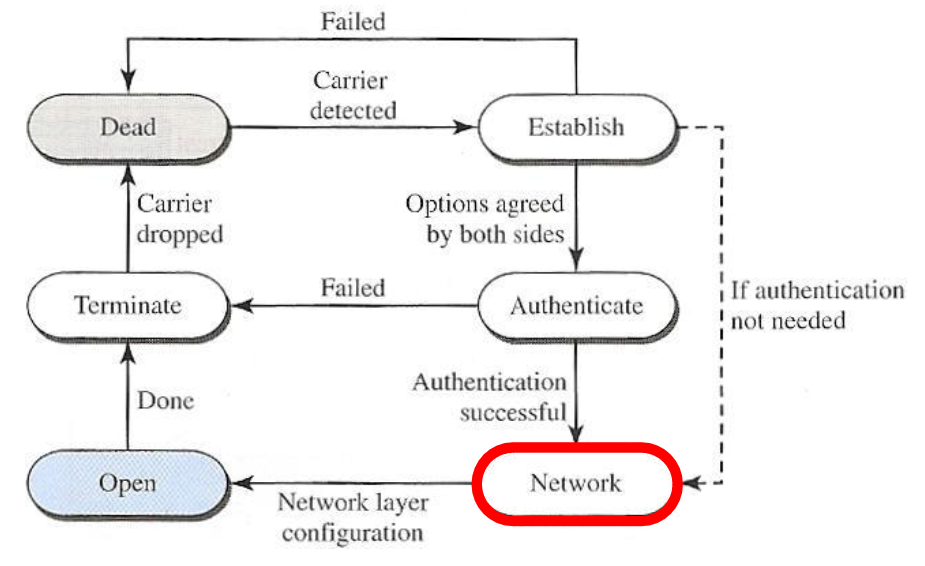 Failed
Carrier
detected
Dead
Establish
Carrier
dropped
Options agreed
by both sides
Terminate
Failed
Authenticate
If authentication
not needed
Done
Authentication
successful
Open
Network layer
configuration
Network